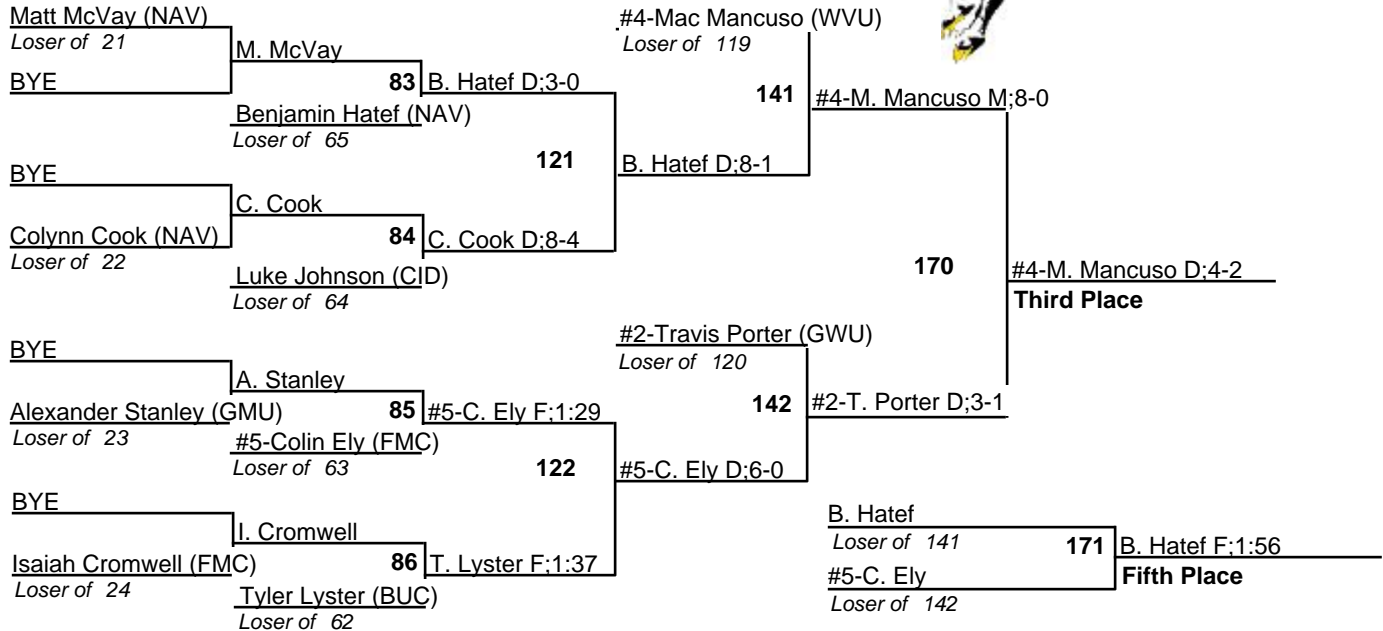 Matt McVay (NAV)
Loser of 21
M. McVay
BYE
83
B. Hatef D;3-0
Benjamin Hatef (NAV)
Loser of 65
121
B. Hatef D;8-1
BYE
C. Cook
Colynn Cook (NAV)
Loser of 22
84
C. Cook D;8-4
Luke Johnson (CID)
Loser of 64
#4-Mac Mancuso (WVU)
Loser of 119
141
#4-M. Mancuso M;8-0
170
#4-M. Mancuso D;4-2
Third Place
BYE
A. Stanley
Alexander Stanley (GMU)
Loser of 23
85
#5-C. Ely F;1:29
#5-Colin Ely (FMC)
Loser of 63
122
#5-C. Ely D;6-0
BYE
I. Cromwell
Isaiah Cromwell (FMC)
Loser of 24
86
T. Lyster F;1:37
Tyler Lyster (BUC)
Loser of 62
#2-Travis Porter (GWU)
Loser of 120
142
#2-T. Porter D;3-1
B. Hatef
Loser of 141
171
B. Hatef F;1:56
#5-C. Ely
Fifth Place
Loser of 142